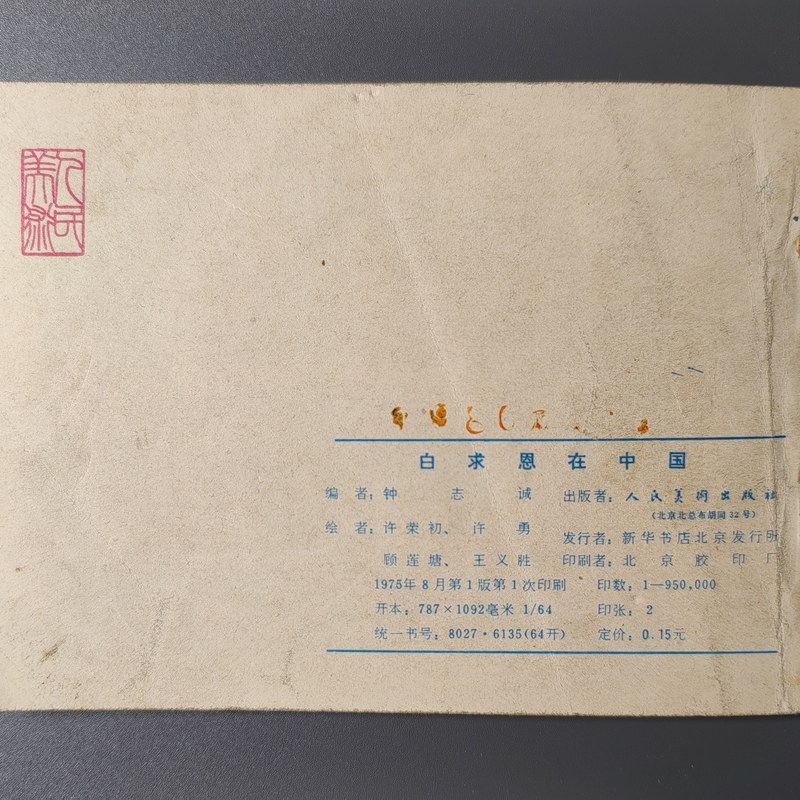 人民
美術
白求恩在中国
编 者：钟 志 诚 出版者：人民美術出版社
（北京北总布胡同32号）
绘 者：许荣初、许 勇 发行者：新华书店北京发行所
顾莲塘、王义胜 印刷者：北京胶印厂
1975年8月第1版第1次印刷 印数：1—950,000
开本：787×1092毫米 1/64 印张：2
统一书号：8027·6135(64开) 定价：0.15元